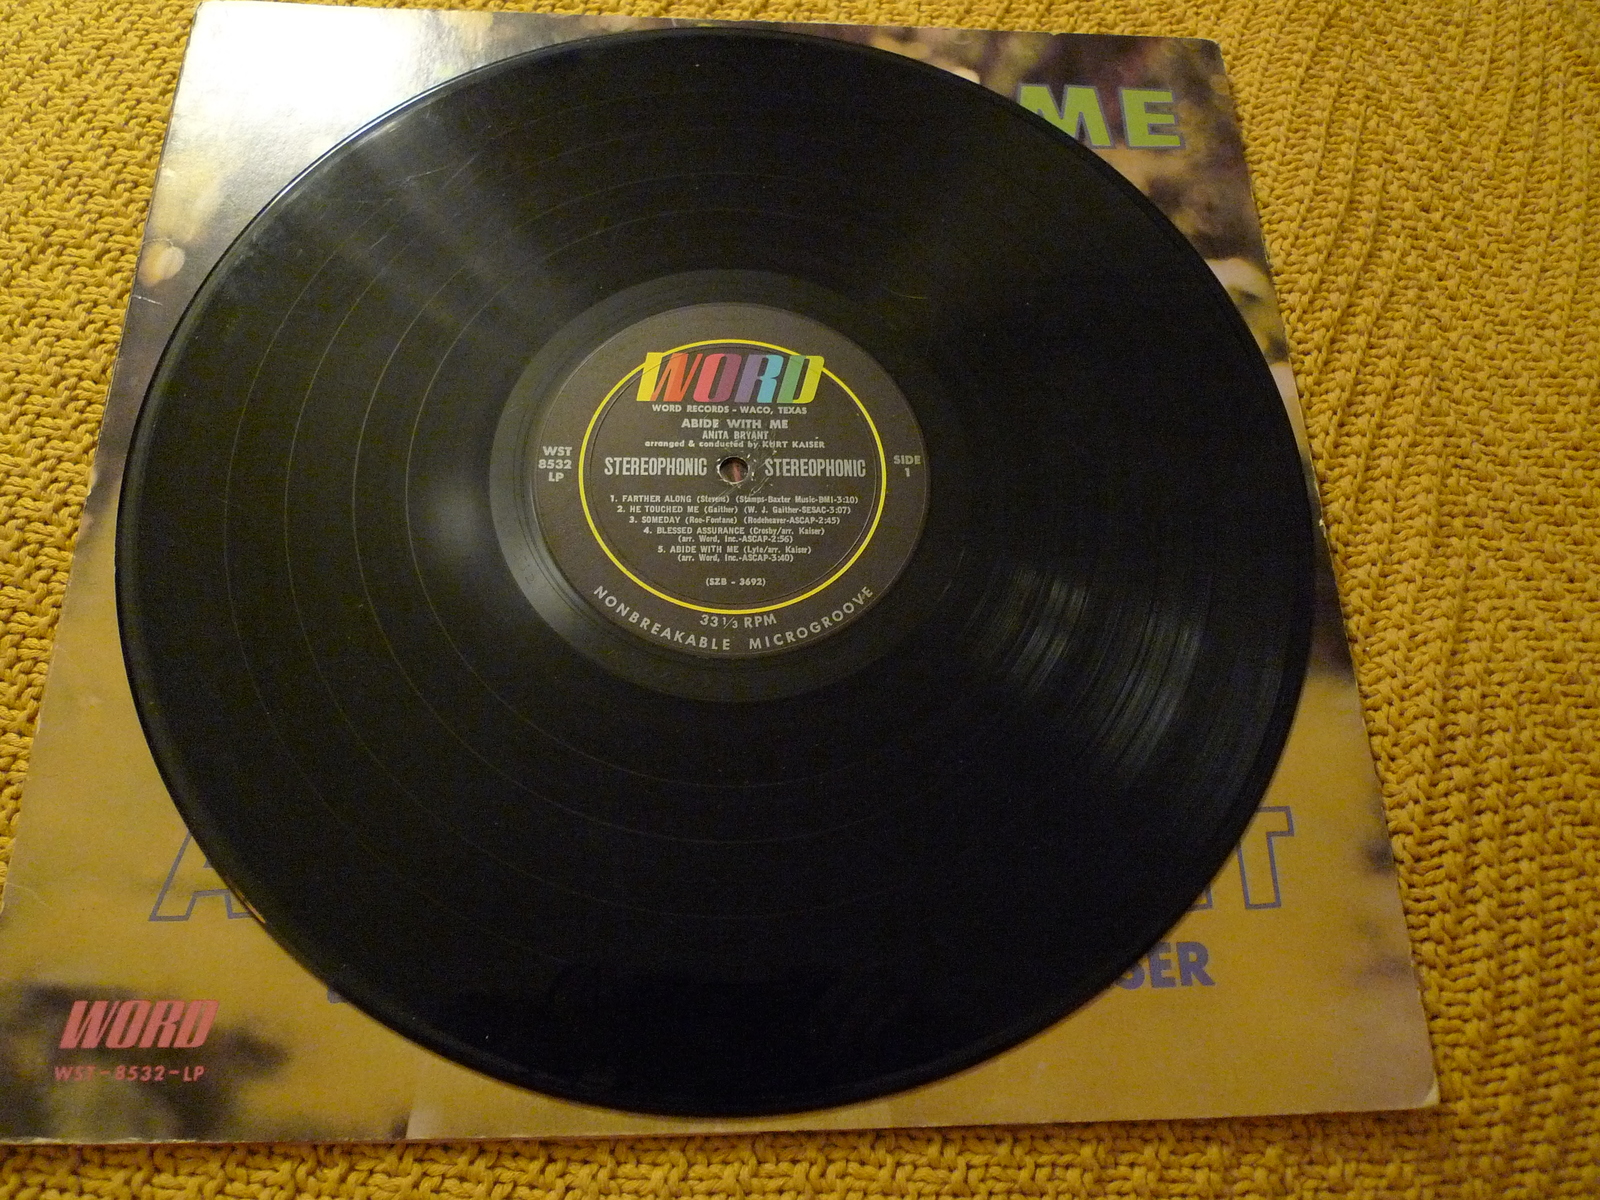 ME
WORD
WORD RECORDS - WACO, TEXAS
ABIDE WITH ME
ANITA BRYANT
arranged & conducted by KURT KAISER
WST
8532
LP
STEREOPHONIC STEREOPHONIC
SIDE
1
1. FARTHER ALONG (Stevens) (Stamps-Baxter Music-BMI-3:10)
2. HE TOUCHED ME (Gaither) (W. J. Gaither-SESAC-3:07)
3. SOMEDAY (Roe-Fontane) (Rodeheaver-ASCAP-2:45)
4. BLESSED ASSURANCE (Crosby/arr. Kaiser)
(arr. Word, Inc.-ASCAP-2:56)
5. ABIDE WITH ME (Lyte/arr. Kaiser)
(arr. Word, Inc.-ASCAP-3:40)
(SZB - 3692)
33 1/3 RPM
NONBREAKABLE MICROGROOVE
A T
SER
WORD
WST-8532-LP